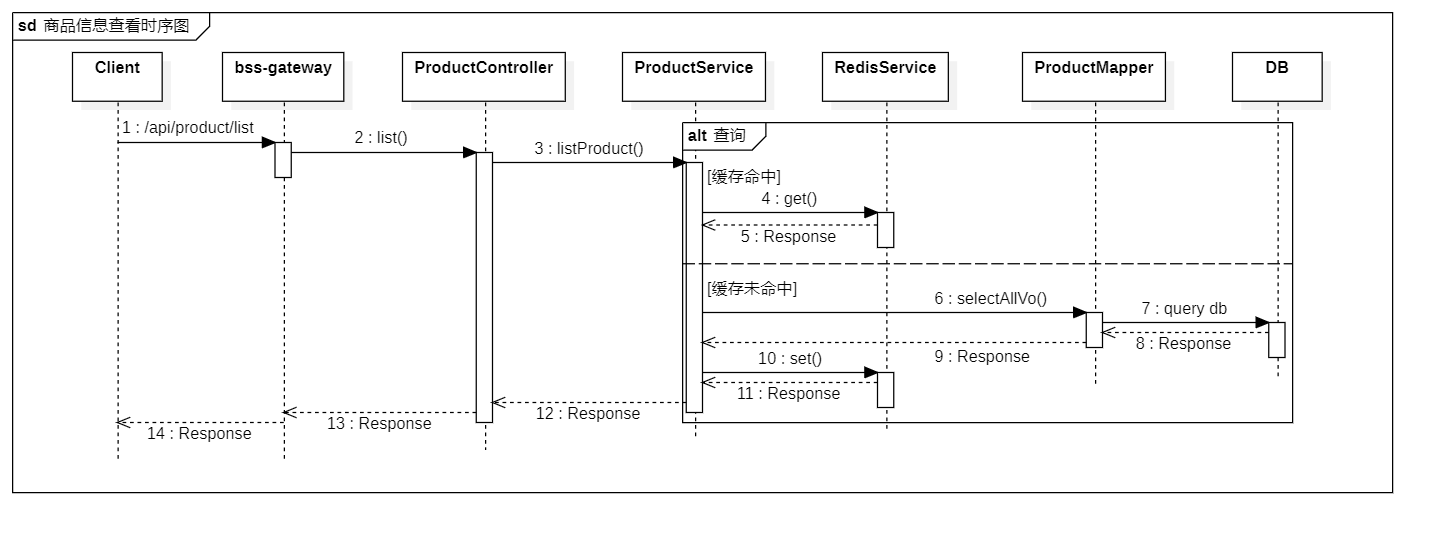 sd 商品信息查看时序图
Client
bss-gateway
ProductController
ProductService
RedisService
ProductMapper
DB
1 : /api/product/list
2 : list()
3 : listProduct()
alt 查询
[缓存命中]
4 : get()
5 : Response
[缓存未命中]
6 : selectAllVo()
7 : query db
8 : Response
9 : Response
10 : set()
11 : Response
12 : Response
13 : Response
14 : Response